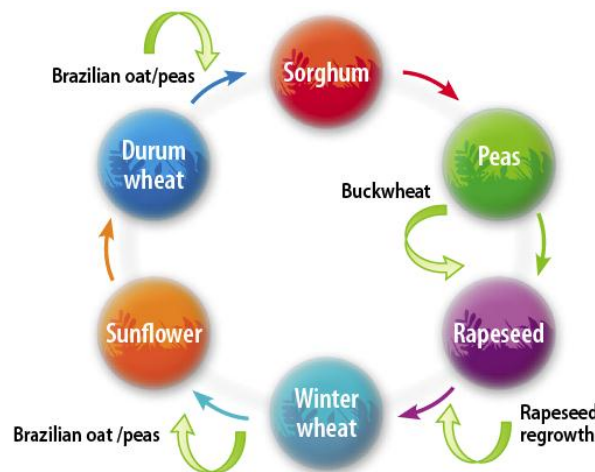 Brazilian oat/peas
Sorghum
Durum
wheat
Peas
Buckwheat
Sunflower
Rapeseed
Winter
wheat
Brazilian oat /peas
Rapeseed
regrowth